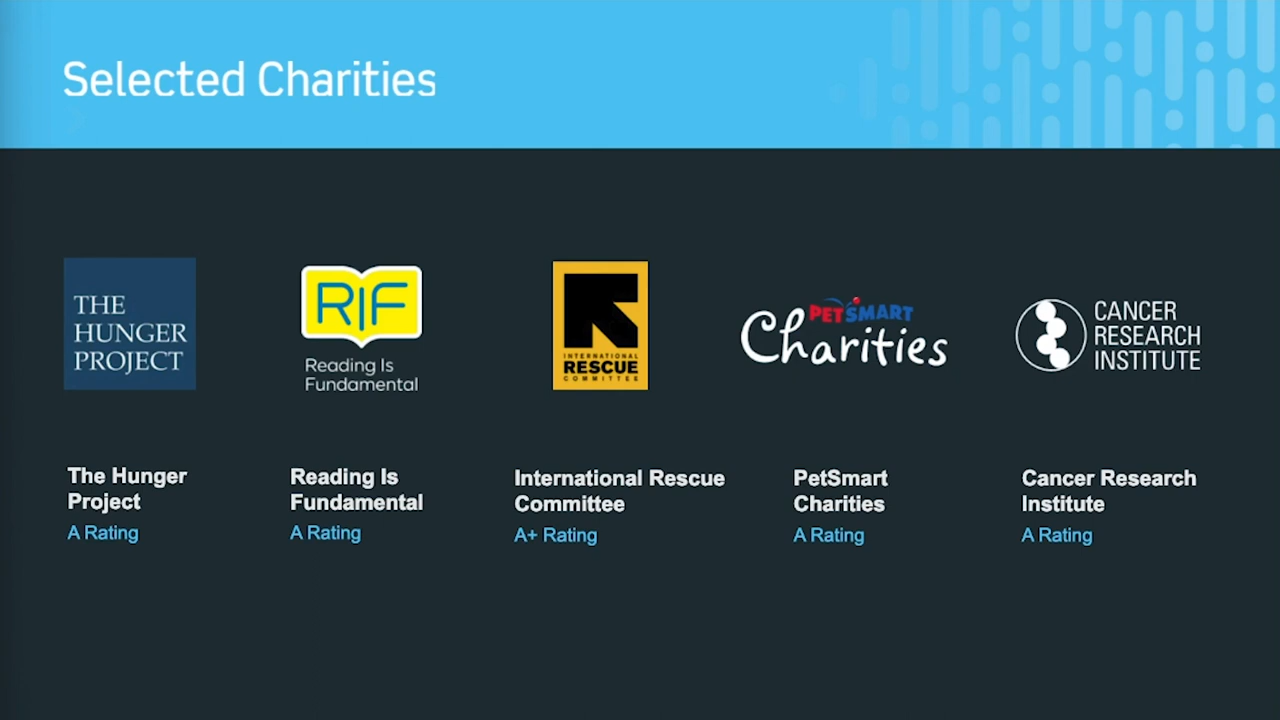 Selected Charities
THE
HUNGER
PROJECT
RIF
Reading Is
Fundamental
INTERNATIONAL
RESCUE
COMMITTEE
PETSMART
Charities
CANCER
RESEARCH
INSTITUTE
The Hunger
Project
A Rating
Reading Is
Fundamental
A Rating
International Rescue
Committee
A+ Rating
PetSmart
Charities
A Rating
Cancer Research
Institute
A Rating